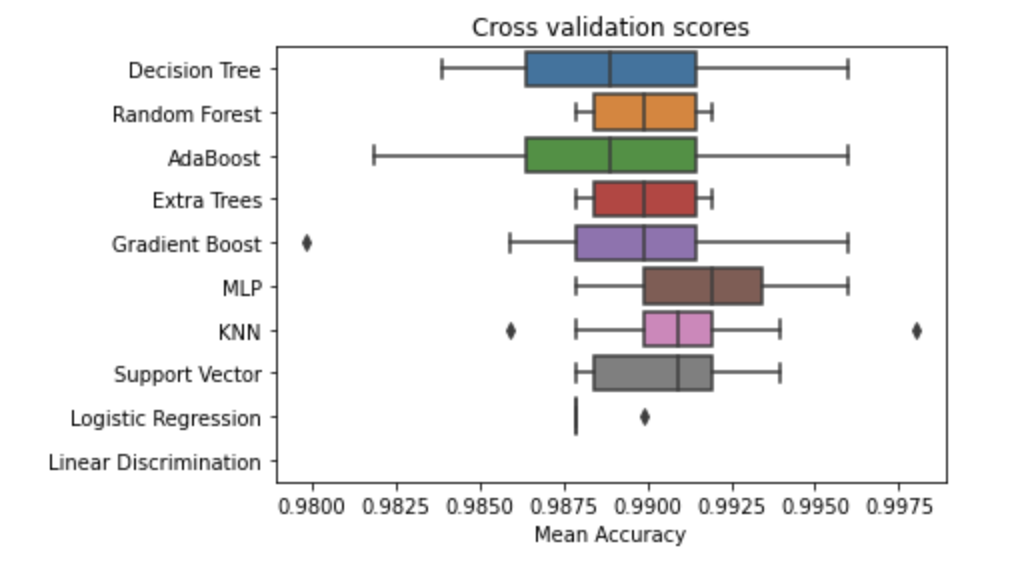 Cross validation scores
Decision Tree
Random Forest
AdaBoost
Extra Trees
Gradient Boost
MLP
KNN
Support Vector
Logistic Regression
Linear Discrimination
0.9800 0.9825 0.9850 0.9875 0.9900 0.9925 0.9950 0.9975
Mean Accuracy